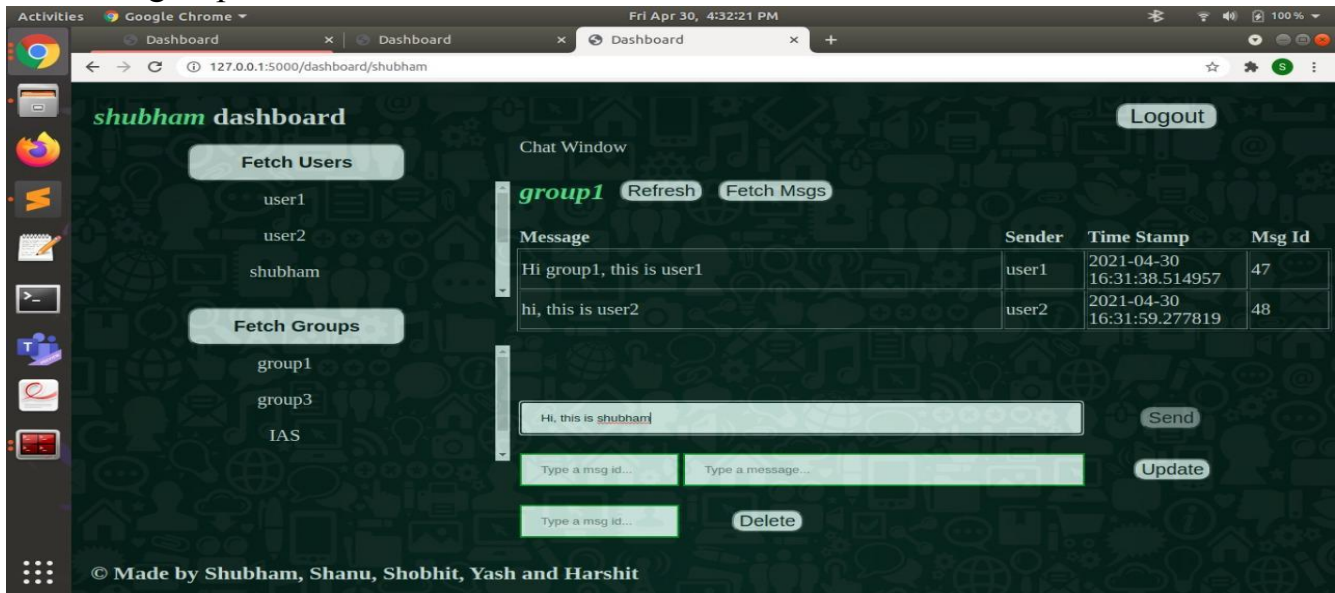 Activities Google Chrome Fri Apr 30, 4:32:21 PM 100 %
Dashboard Dashboard Dashboard
127.0.0.1:5000/dashboard/shubham S
shubham dashboard Logout
Fetch Users
Chat Window
user1
group1 Refresh Fetch Msgs
user2
Message Sender Time Stamp Msg Id
shubham
Hi group1, this is user1 user1 2021-04-30 16:31:38.514957 47
hi, this is user2 user2 2021-04-30 16:31:59.277819 48
Fetch Groups
group1
group3
IAS
Hi, this is shubham Send
Type a msg id... Type a message... Update
Type a msg id... Delete
© Made by Shubham, Shanu, Shobhit, Yash and Harshit